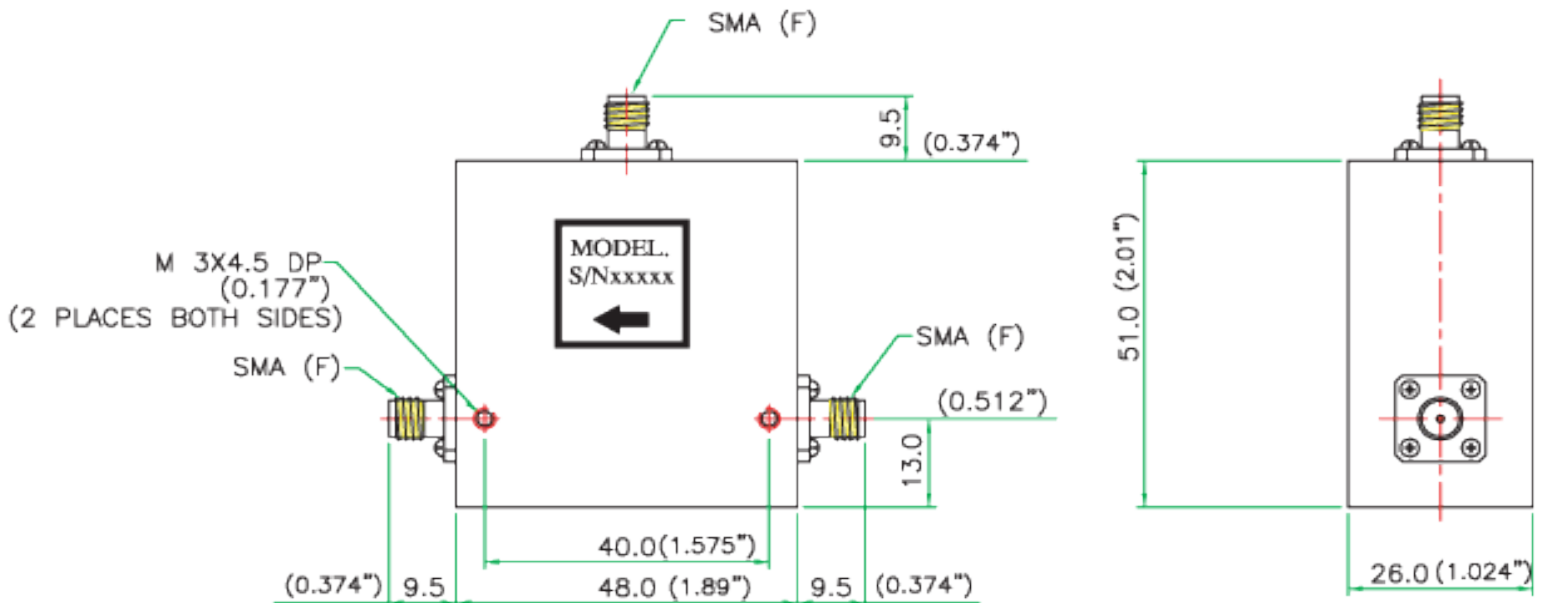 SMA (F)
9.5 (0.374")
MODEL.
S/Nxxxxx
M 3X4.5 DP
(0.177")
(2 PLACES BOTH SIDES)
SMA (F)
SMA (F)
(0.512")
13.0
40.0(1.575")
(0.374") 9.5 48.0 (1.89") 9.5 (0.374")
51.0 (2.01")
26.0 (1.024")